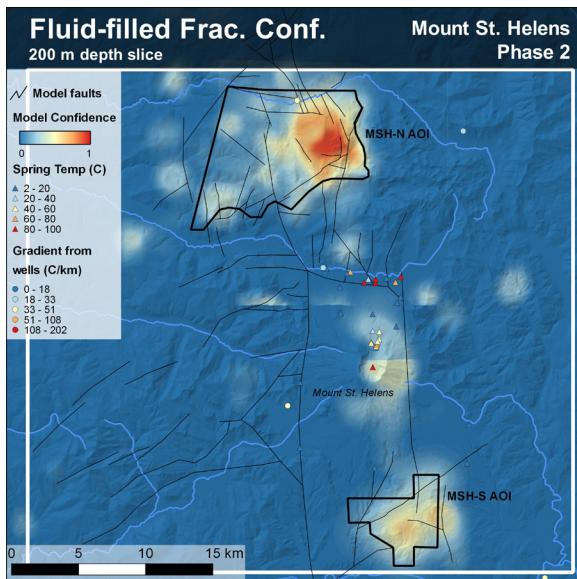 Fluid-filled Frac. Conf.
200 m depth slice
Mount St. Helens
Phase 2
Model faults
Model Confidence
0 1
Spring Temp (C)
2 - 20
20 - 40
40 - 60
60 - 80
80 - 100
Gradient from
wells (C/km)
0 - 18
18 - 33
33 - 51
51 - 108
108 - 202
MSH-N AOI
Mount St. Helens
MSH-S AOI
0 5 10 15 km